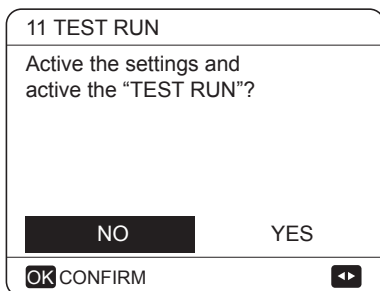 11 TEST RUN
Active the settings and
active the “TEST RUN”?
NO YES
OK CONFIRM